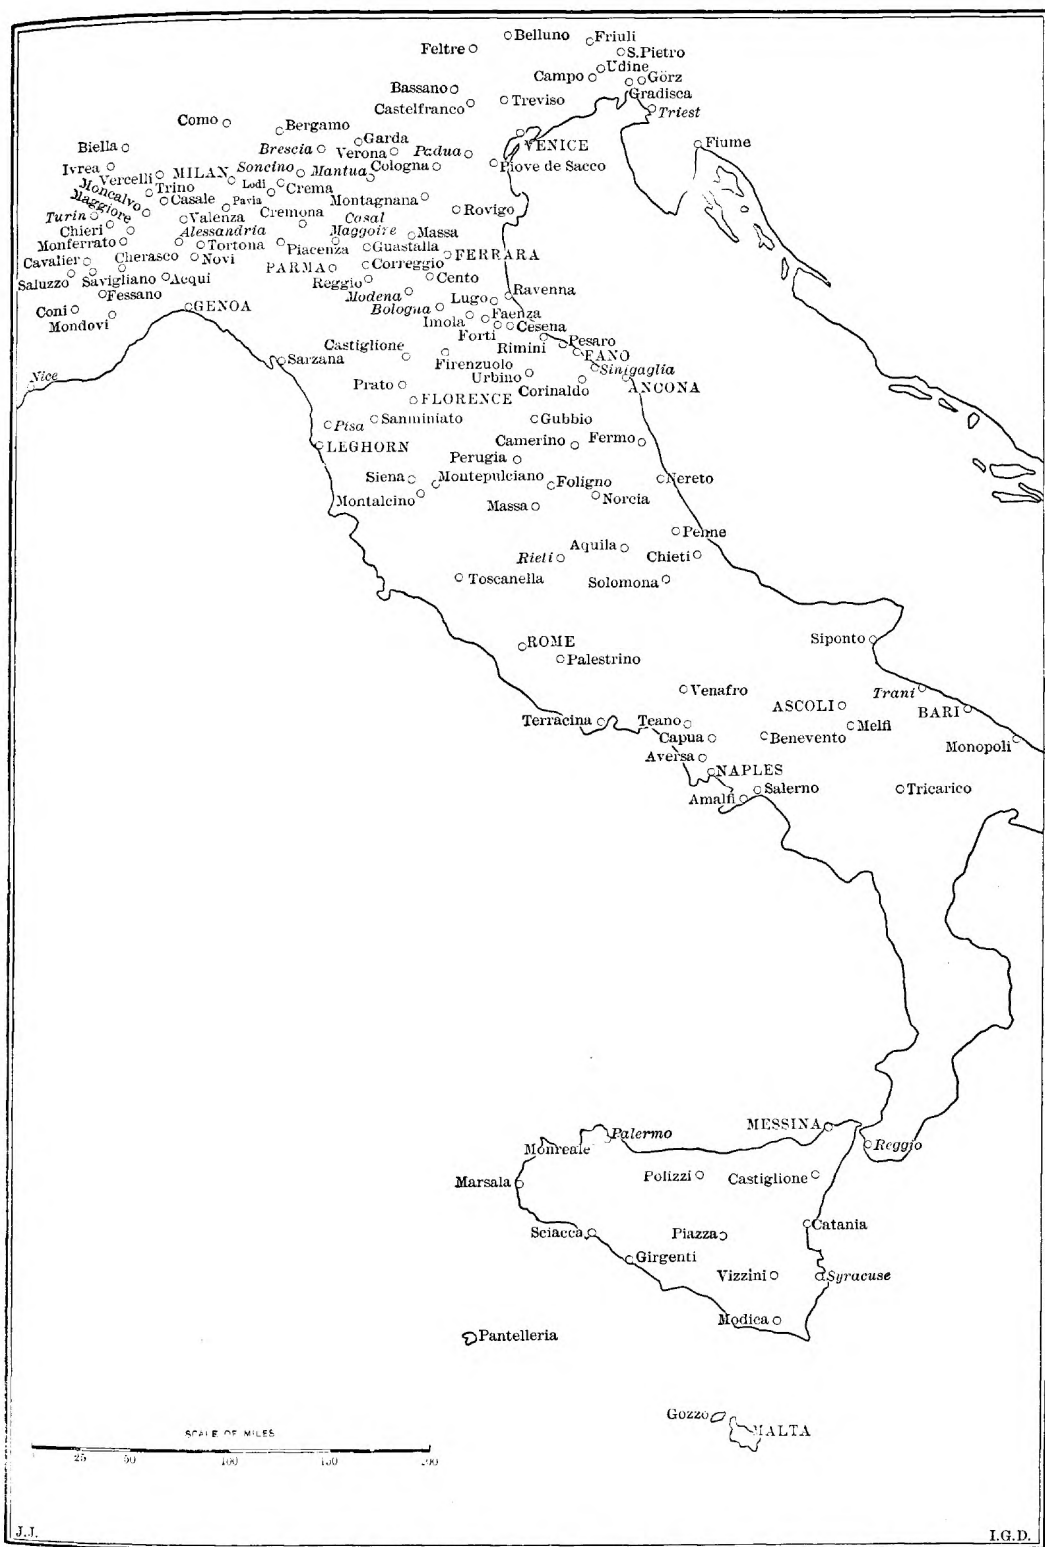 Belluno
Friuli
Feltre
S. Pietro
Udine
Campo
Görz
Gradisca
Bassano
Castelfranco
Treviso
Triest
Como
Bergamo
VENICE
Fiume
Biella
Garda
Brescia
Verona
Padua
Ivrea
Vercelli
MILAN
Soncino
Mantua
Cologna
Piove de Sacco
Moncalvo
Trino
Lodi
Crema
Maggiore
Casale
Pavia
Montagnana
Turin
Valenza
Cremona
Casal
Maggoire
Rovigo
Chieri
Alessandria
Massa
Monferrato
Tortona
Piacenza
Guastalla
FERRARA
Cavalier
Cherasco
Novi
PARMA
Correggio
Saluzzo
Savigliano
Acqui
Reggio
Cento
Fessano
Modena
Lugo
Ravenna
Coni
GENOA
Bologna
Faenza
Mondovi
Imola
Cesena
Forti
Rimini
Pesaro
Castiglione
FANO
Sarzana
Firenzuolo
Sinigaglia
Nice
Urbino
Prato
Corinaldo
ANCONA
FLORENCE
Pisa
Sanminiato
Gubbio
LEGHORN
Camerino
Fermo
Perugia
Siena
Montepulciano
Foligno
Nereto
Montalcino
Massa
Norcia
Penne
Aquila
Rieti
Chieti
Toscanella
Solomona
ROME
Siponto
Palestrino
Venafro
Trani
ASCOLI
BARI
Terracina
Teano
Melfi
Capua
Benevento
Monopoli
Aversa
NAPLES
Amalfi
Salerno
Tricarico
MESSINA
Palermo
Monreale
Reggio
Marsala
Polizzi
Castiglione
Catania
Sciacca
Piazza
Girgenti
Vizzini
Syracuse
Modica
Pantelleria
Gozzo
MALTA
SCALE OF MILES
25 50 100 150 200
J.J.
I.G.D.